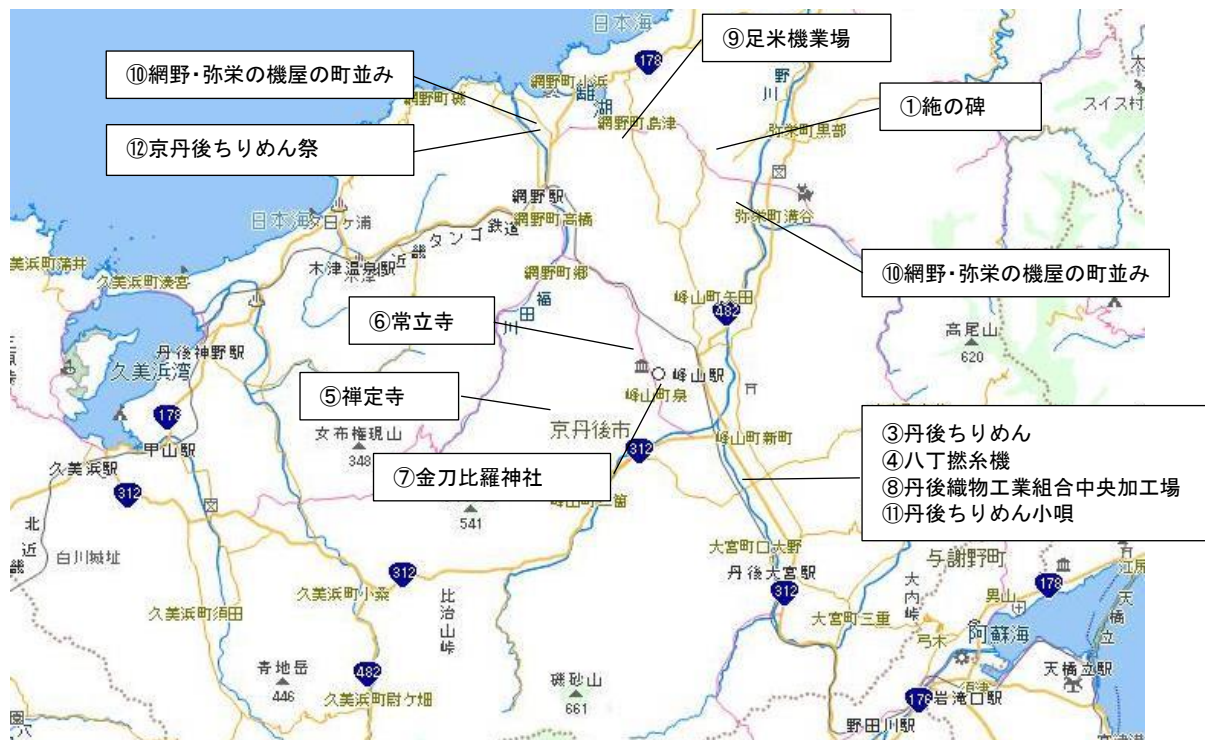 日本海
178
⑨足米機業場
⑩網野・弥栄の機屋の町並み
網野町小浜
野川
離湖
網野町磯
スイス村
①絁の碑
網野町島津
弥栄町黒部
⑫京丹後ちりめん祭
網野駅
日本海
夕日ヶ浦
網野町高橋
弥栄町溝谷
タンゴ鉄道
木津温泉駅
近畿
久美浜町湊宮
網野町郷
⑩網野・弥栄の機屋の町並み
福田川
峰山町矢田
482
⑥常立寺
高尾山
620
丹後神野駅
久美浜湾
峰山駅
峰山町泉
⑤禅定寺
178
京丹後市
女布権現山
348
312
峰山町新町
③丹後ちりめん
④八丁撚糸機
⑧丹後織物工業組合中央加工場
⑪丹後ちりめん小唄
甲山駅
久美浜駅
⑦金刀比羅神社
312
541
北近畿
白川城址
大宮町口大野
与謝野町
丹後大宮駅
312
178
江尻
312
久美浜町小桑
比治山峠
久美浜町須田
大内峠
男山
大宮町三重
弓木
阿蘇海
天橋立
天橋立駅
青地岳
446
482
久美浜町尉ケ畑
磯砂山
661
176
岩滝口駅
野田川駅